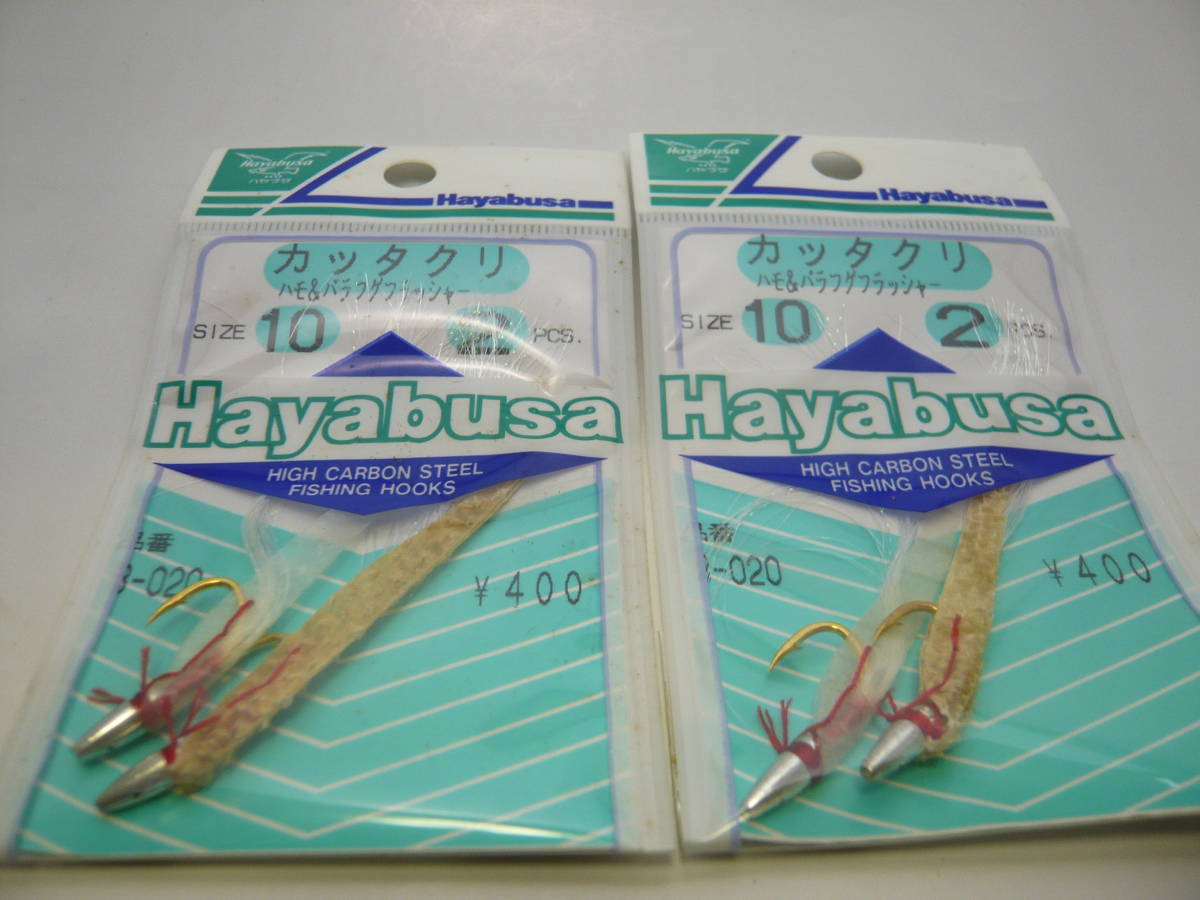 Hayabusa
ハヤブサ
Hayabusa
カッタクリ
ハモ&バラフグフラッシャー
SIZE 10 2 PCS.
Hayabusa
HIGH CARBON STEEL
FISHING HOOKS
品番
-020
¥400
Hayabusa
ハヤブサ
Hayabusa
カッタクリ
ハモ&バラフグフラッシャー
SIZE 10 2 PCS.
Hayabusa
HIGH CARBON STEEL
FISHING HOOKS
品番
-020
¥400